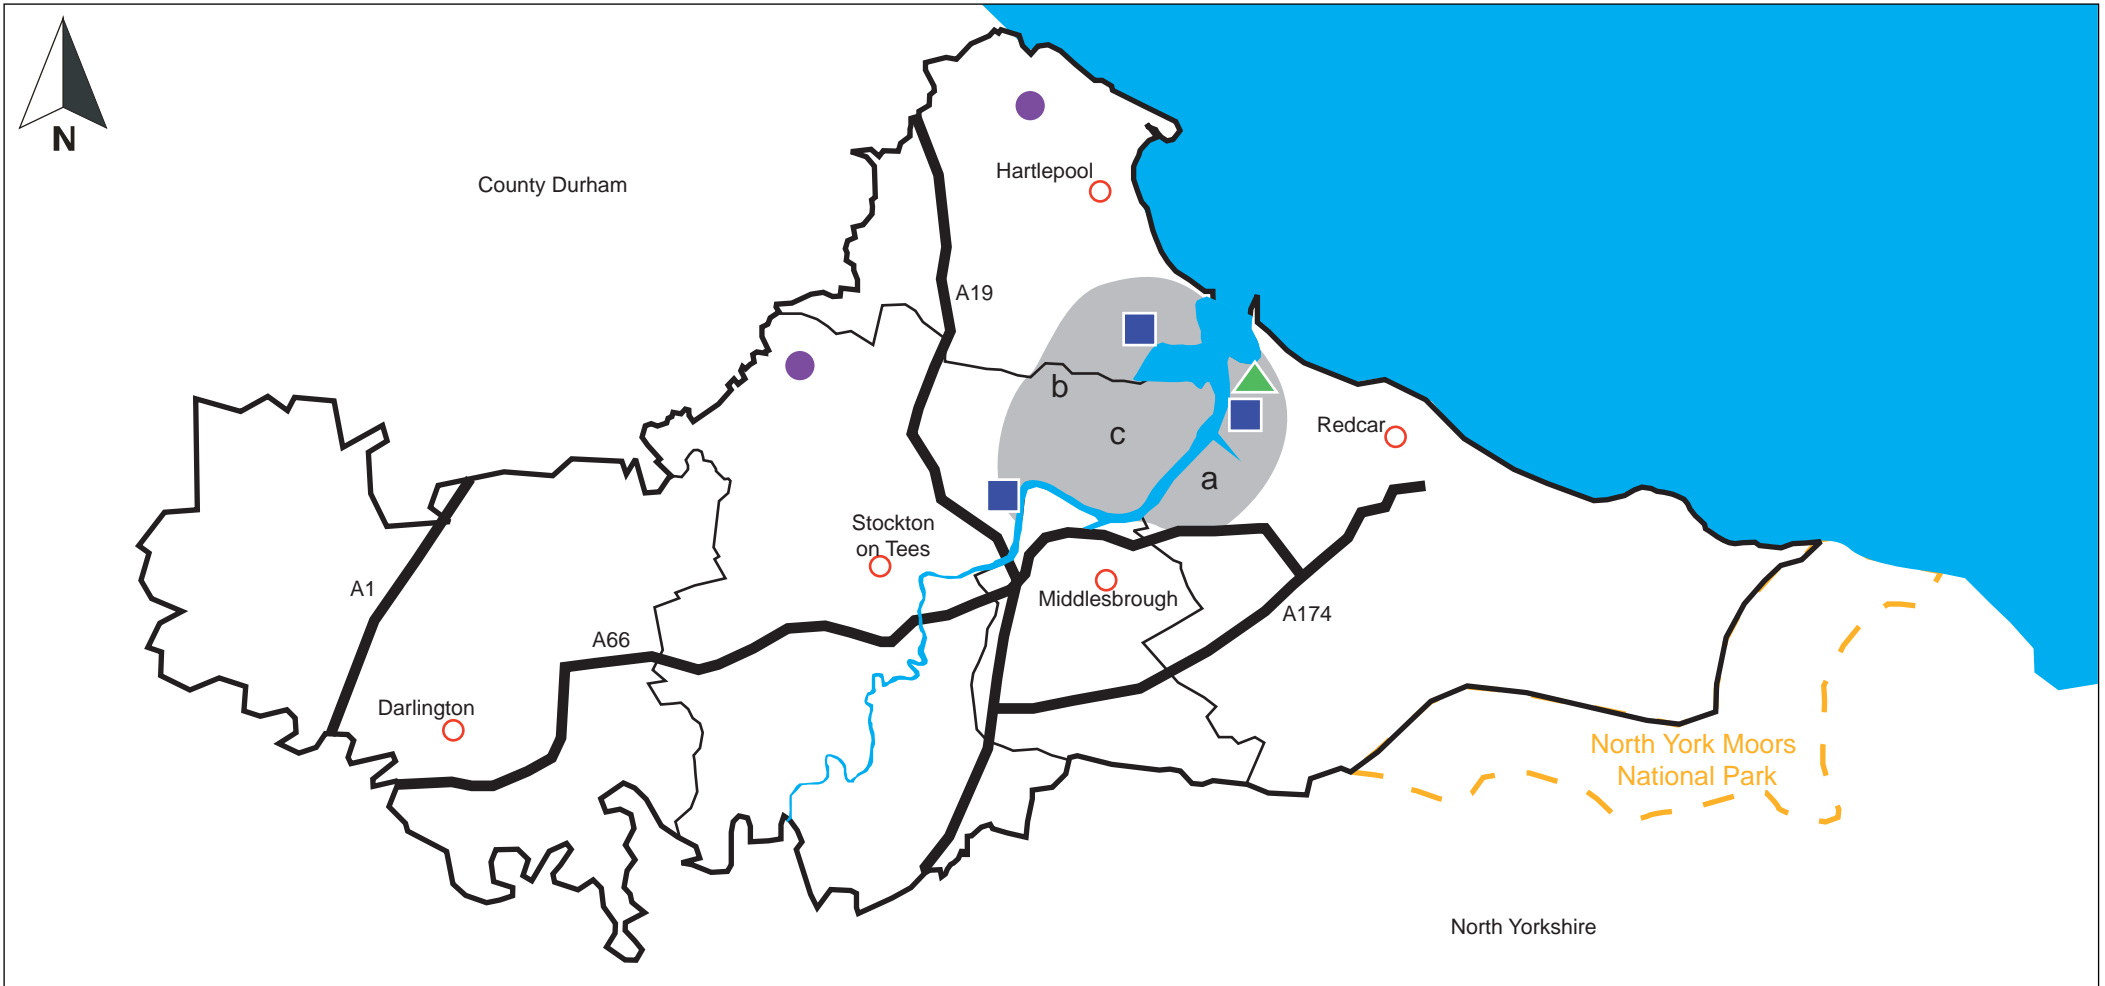 N
County Durham
Hartlepool
A19
b
c
Redcar
a
Stockton
on Tees
A1
Middlesbrough
A174
A66
Darlington
North York Moors
National Park
North Yorkshire